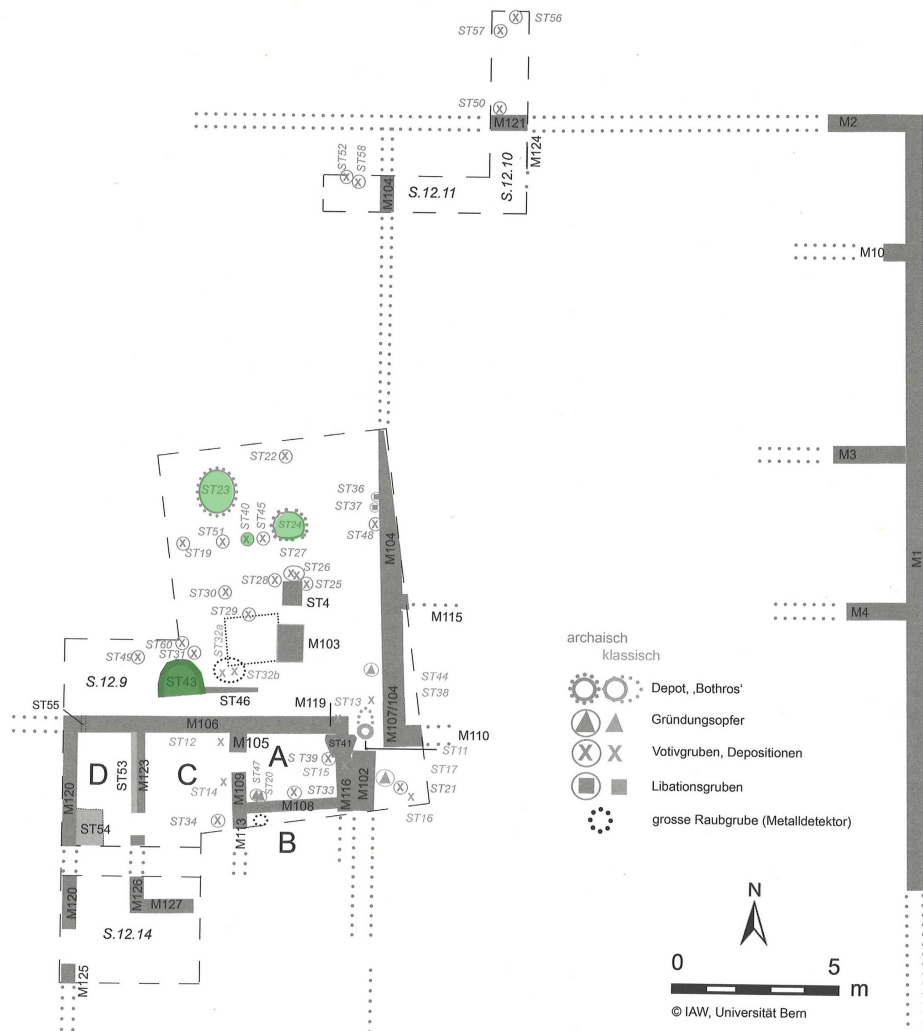 ST56
ST57
ST50
M121
M2
M124
ST52
ST58
M104
S.12.11
S.12.10
M10
M3
M1
M4
ST22
ST23
ST36
ST37
ST48
ST40
ST45
ST24
ST51
ST19
ST27
ST26
ST28
ST25
M104
ST30
ST4
ST29
M115
ST32a
M103
ST60
ST31
ST49
ST43
ST32b
S.12.9
ST46
ST44
ST38
M119
ST13
M107/104
ST55
M106
M110
ST11
ST12
M105
A
ST41
D
ST53
M123
C
S T39
ST15
ST17
M120
ST14
M109
ST47
ST20
ST33
M116
M102
ST21
M108
ST16
ST54
ST34
M113
B
M120
M126
M127
S.12.14
M125
archaisch
klassisch
Depot, ‚Bothros‘
Gründungsopfer
Votivgruben, Depositionen
Libationsgruben
grosse Raubgrube (Metalldetektor)
N
0 5
m
© IAW, Universität Bern